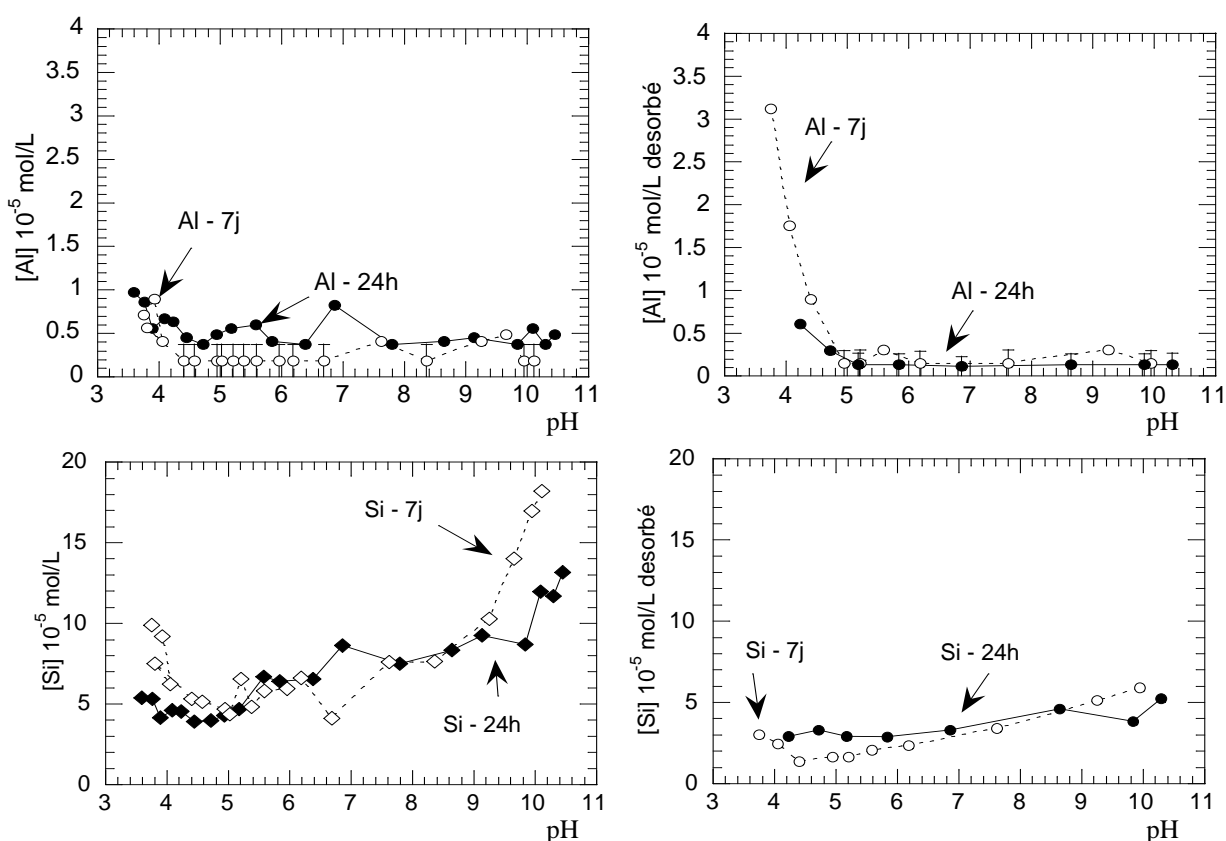 [Al] 10^-5 mol/L
4
3.5
3
2.5
2
1.5
1
0.5
0
Al - 7j
Al - 24h
3 4 5 6 7 8 9 10 11
pH
[Al] 10^-5 mol/L desorbé
4
3.5
3
2.5
2
1.5
1
0.5
0
Al - 7j
Al - 24h
3 4 5 6 7 8 9 10 11
pH
[Si] 10^-5 mol/L
20
15
10
5
0
Si - 7j
Si - 24h
3 4 5 6 7 8 9 10 11
pH
[Si] 10^-5 mol/L desorbé
20
15
10
5
0
Si - 7j
Si - 24h
3 4 5 6 7 8 9 10 11
pH